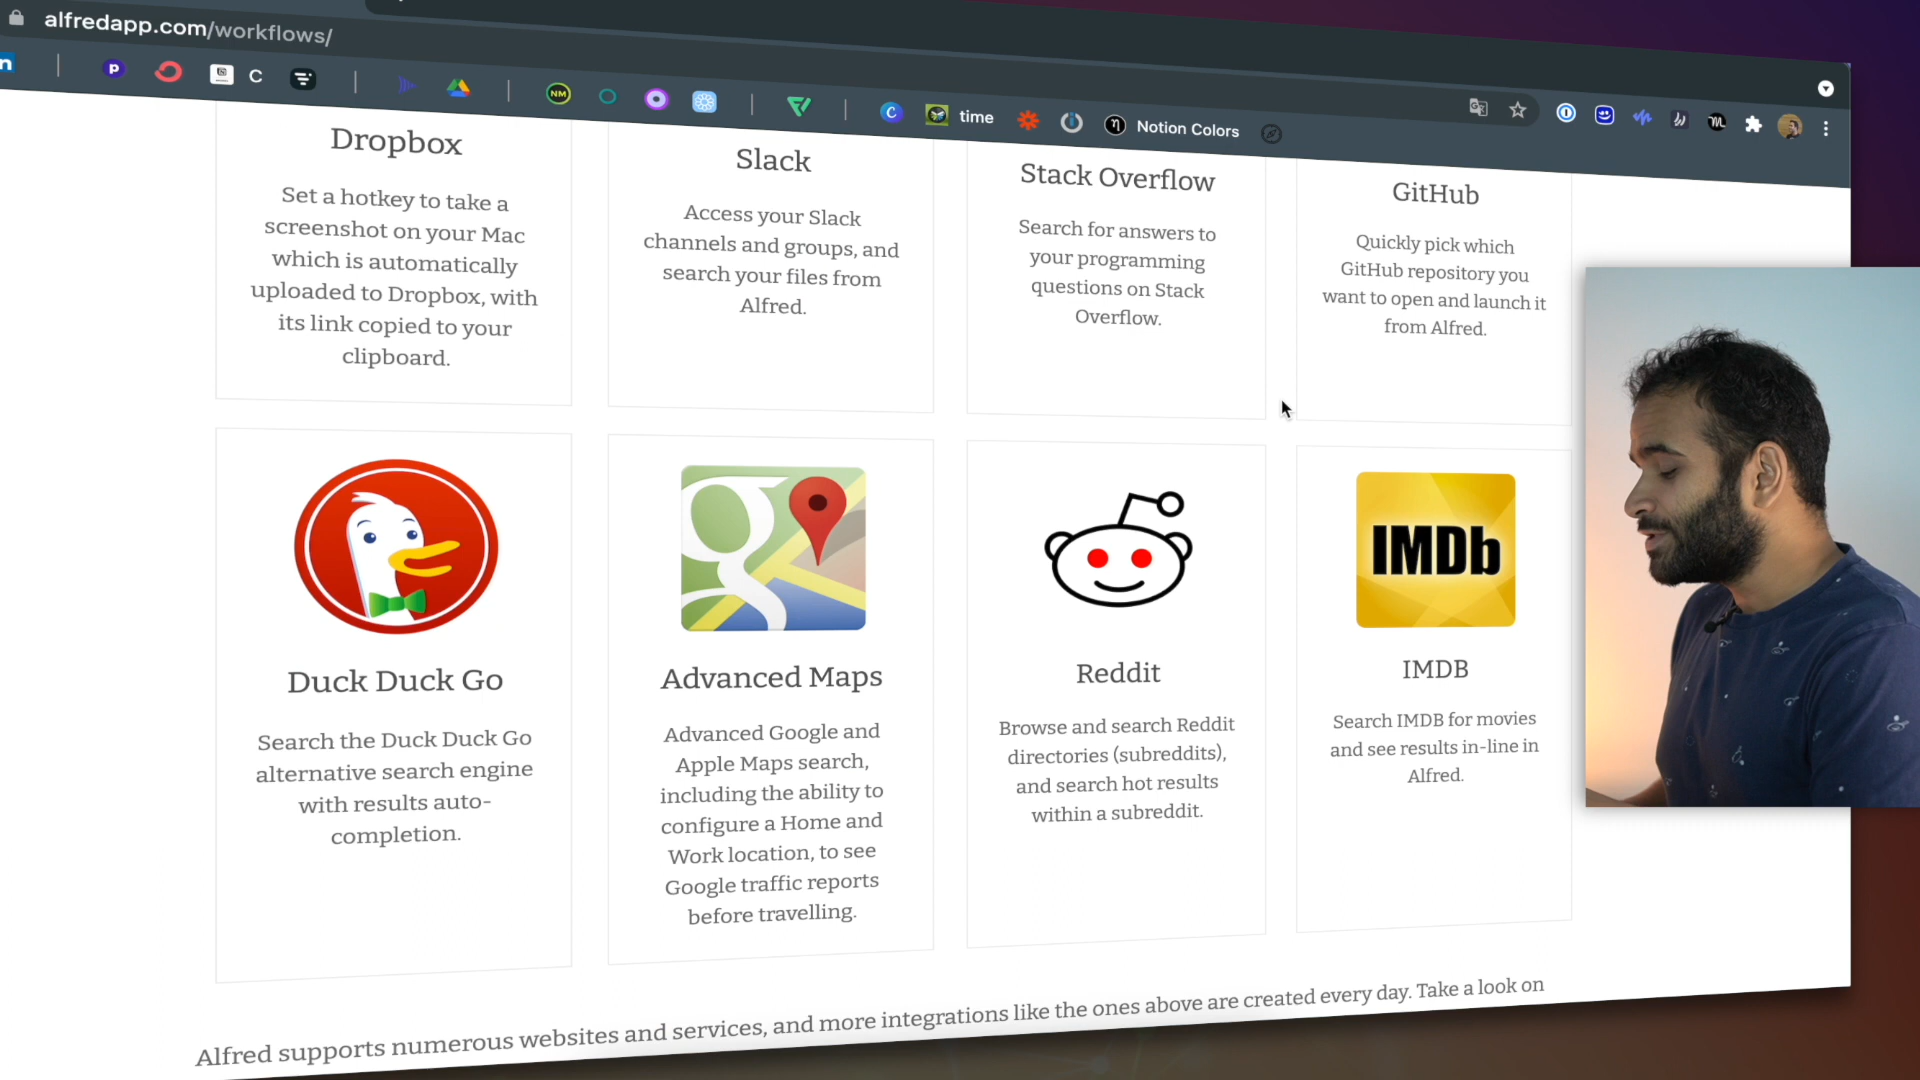 alfredapp.com/workflows/
n
P
C
NM
C
time
Notion Colors
Dropbox
Set a hotkey to take a
screenshot on your Mac
which is automatically
uploaded to Dropbox, with
its link copied to your
clipboard.
Slack
Access your Slack
channels and groups, and
search your files from
Alfred.
Stack Overflow
Search for answers to
your programming
questions on Stack
Overflow.
GitHub
Quickly pick which
GitHub repository you
want to open and launch it
from Alfred.
Duck Duck Go
Search the Duck Duck Go
alternative search engine
with results auto-
completion.
g
Advanced Maps
Advanced Google and
Apple Maps search,
including the ability to
configure a Home and
Work location, to see
Google traffic reports
before travelling.
Reddit
Browse and search Reddit
directories (subreddits),
and search hot results
within a subreddit.
IMDb
IMDB
Search IMDB for movies
and see results in-line in
Alfred.
Alfred supports numerous websites and services, and more integrations like the ones above are created every day. Take a look on